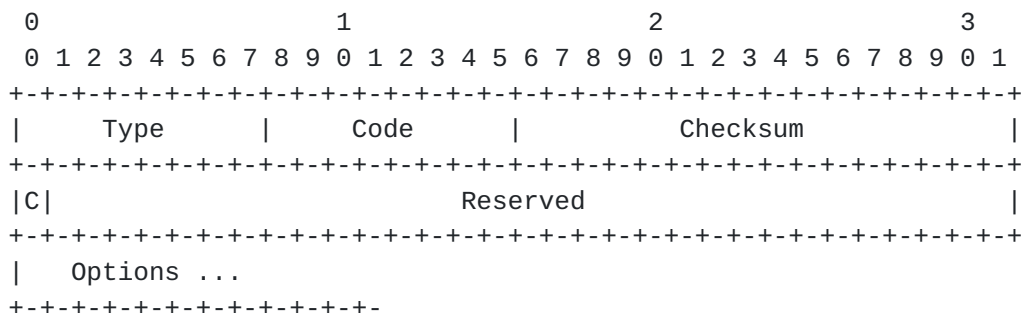 0                   1                   2                   3
 0 1 2 3 4 5 6 7 8 9 0 1 2 3 4 5 6 7 8 9 0 1 2 3 4 5 6 7 8 9 0 1
+-+-+-+-+-+-+-+-+-+-+-+-+-+-+-+-+-+-+-+-+-+-+-+-+-+-+-+-+-+-+-+-+
|     Type      |     Code      |          Checksum             |
+-+-+-+-+-+-+-+-+-+-+-+-+-+-+-+-+-+-+-+-+-+-+-+-+-+-+-+-+-+-+-+-+
|C|                          Reserved                           |
+-+-+-+-+-+-+-+-+-+-+-+-+-+-+-+-+-+-+-+-+-+-+-+-+-+-+-+-+-+-+-+-+
|   Options ...
+-+-+-+-+-+-+-+-+-+-+-+-